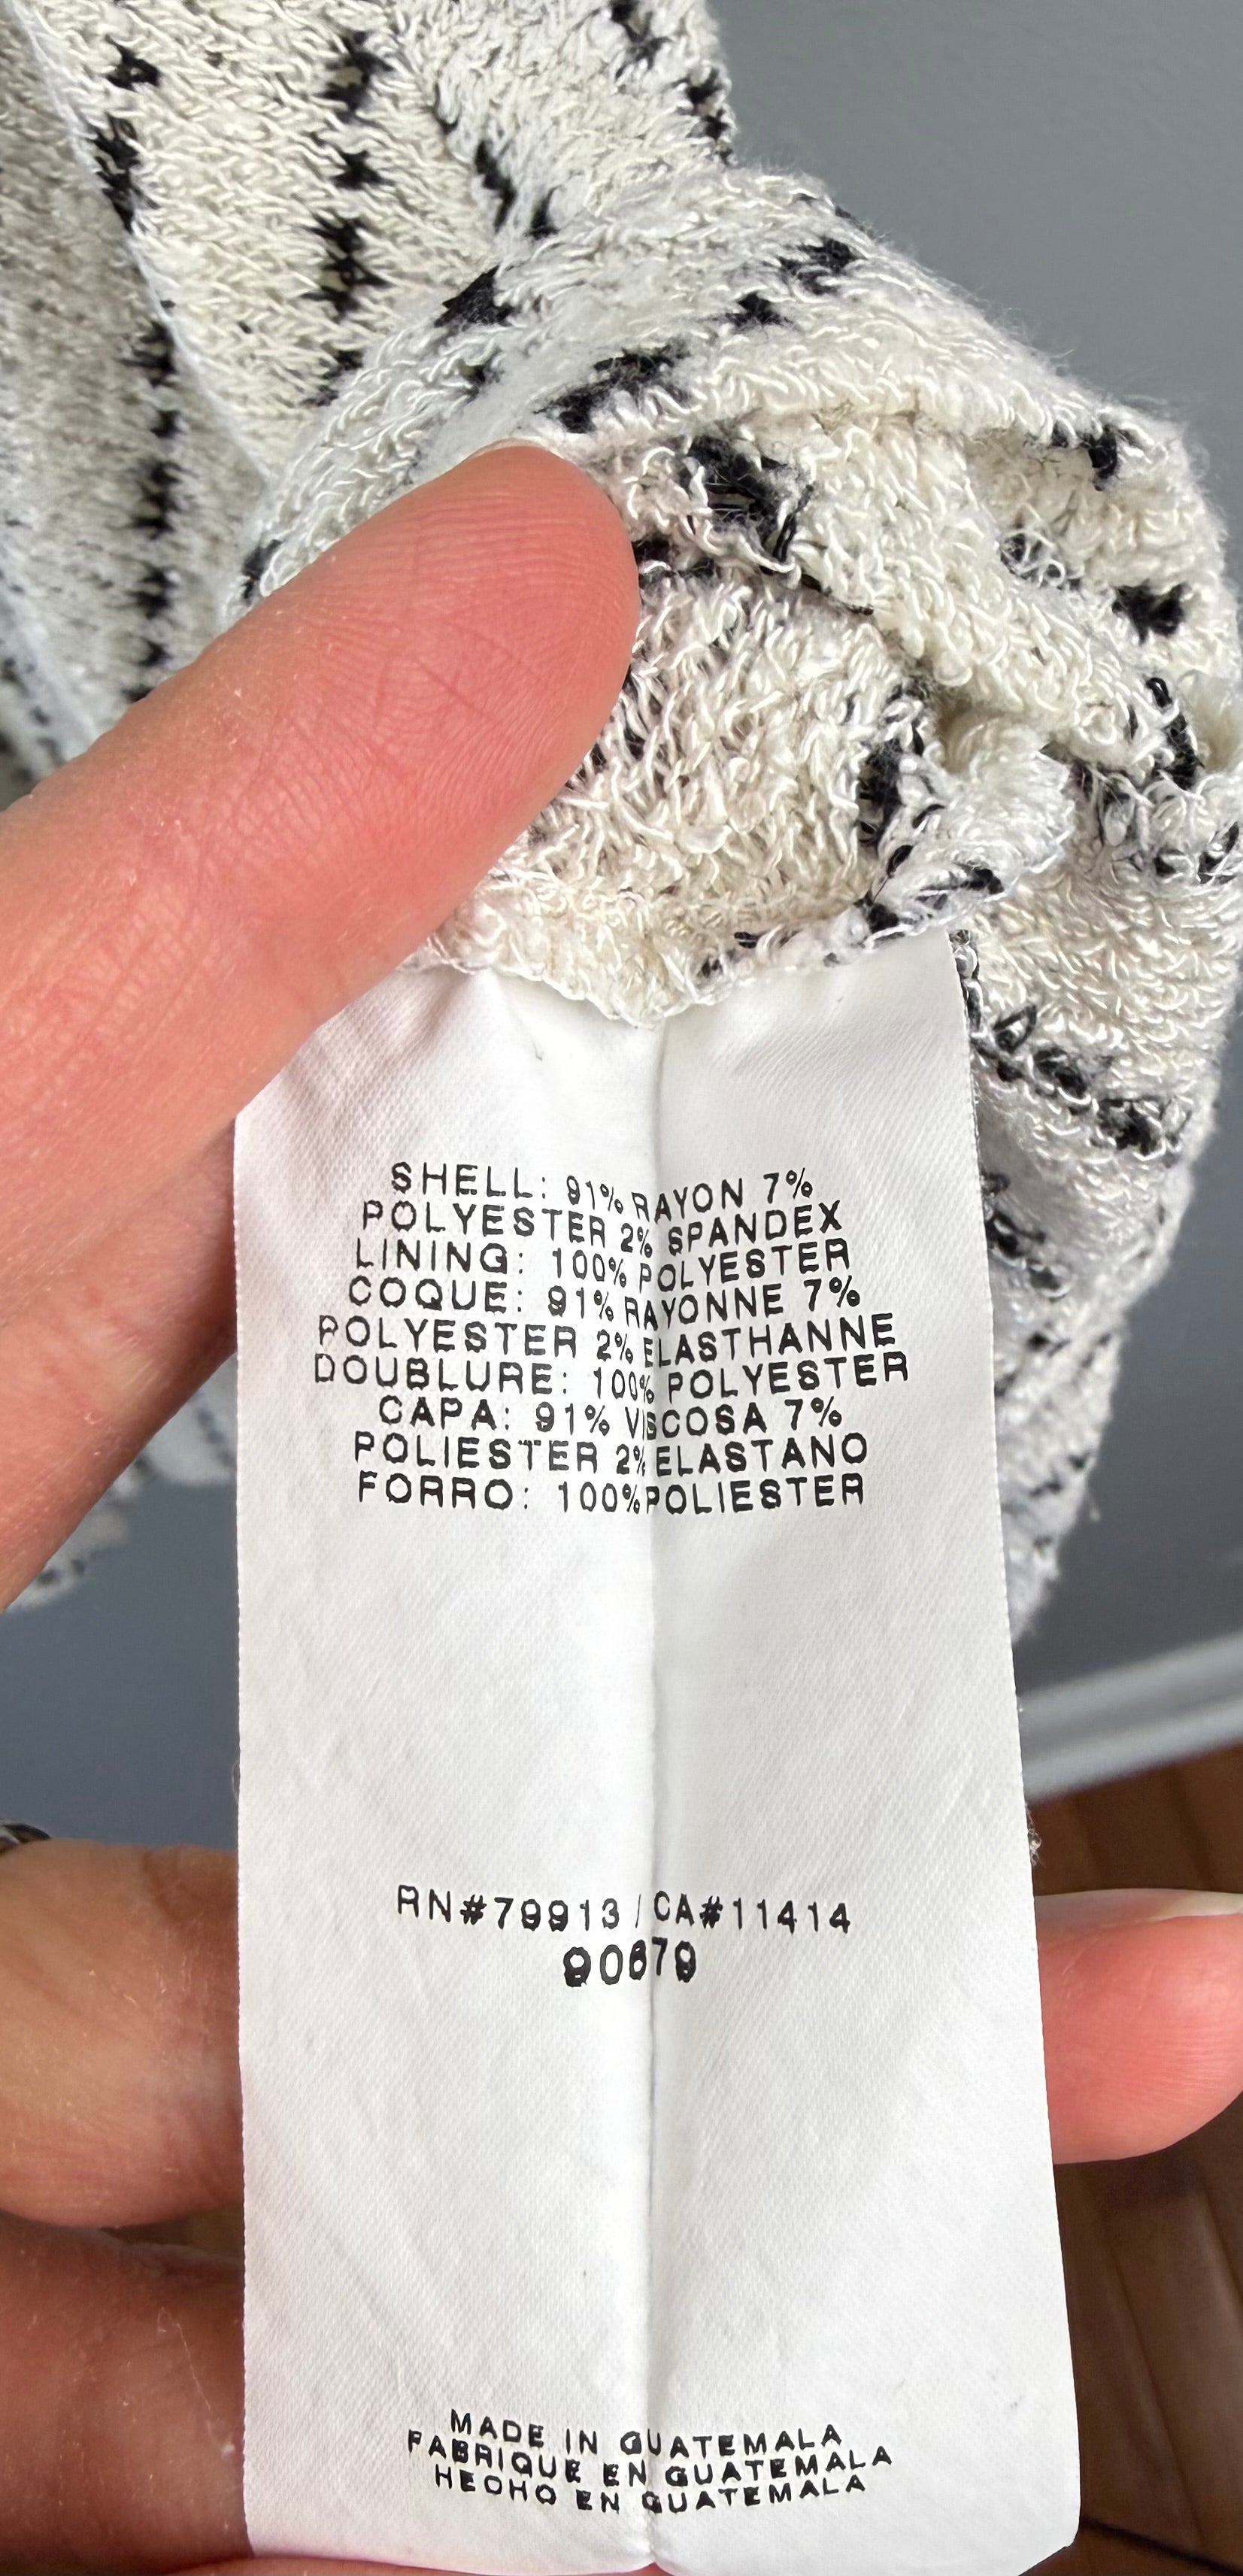 SHELL: 91% RAYON 7%
POLYESTER 2% SPANDEX
LINING: 100% POLYESTER
COQUE: 91% RAYONNE 7%
POLYESTER 2% ELASTHANNE
DOUBLURE: 100% POLYESTER
CAPA: 91% VISCOSA 7%
POLIESTER 2% ELASTANO
FORRO: 100% POLIESTER
RN#79913 / CA#11414
90679
MADE IN GUATEMALA
FABRIQUE EN GUATEMALA
HECHO EN GUATEMALA